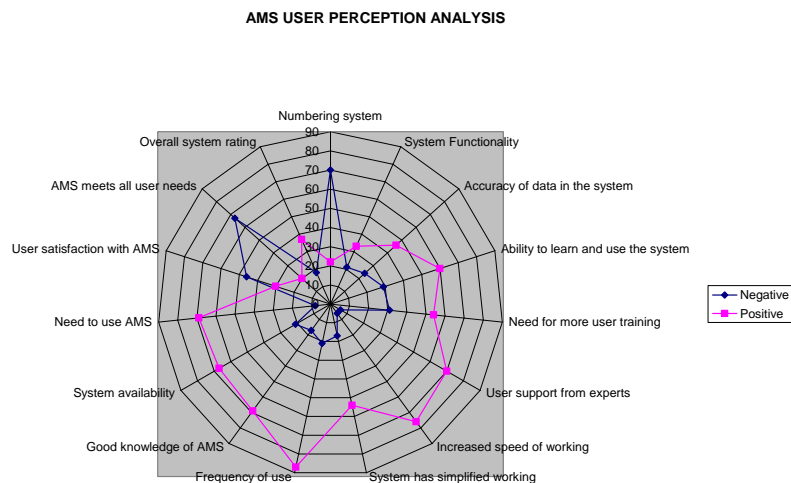 AMS USER PERCEPTION ANALYSIS
Numbering system
Overall system rating
System Functionality
AMS meets all user needs
Accuracy of data in the system
User satisfaction with AMS
Ability to learn and use the system
Need to use AMS
Need for more user training
System availability
User support from experts
Good knowledge of AMS
Increased speed of working
Frequency of use
System has simplified working
90
80
70
60
50
40
30
20
10
0
Negative
Positive